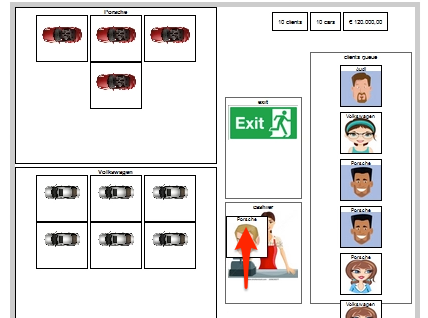 Porsche
10 clients
10 cars
€ 120.000,00
clients queue
Audi
Volkswagen
Porsche
Porsche
Porsche
Volkswagen
exit
Exit
cashier
Porsche
Volkswagen